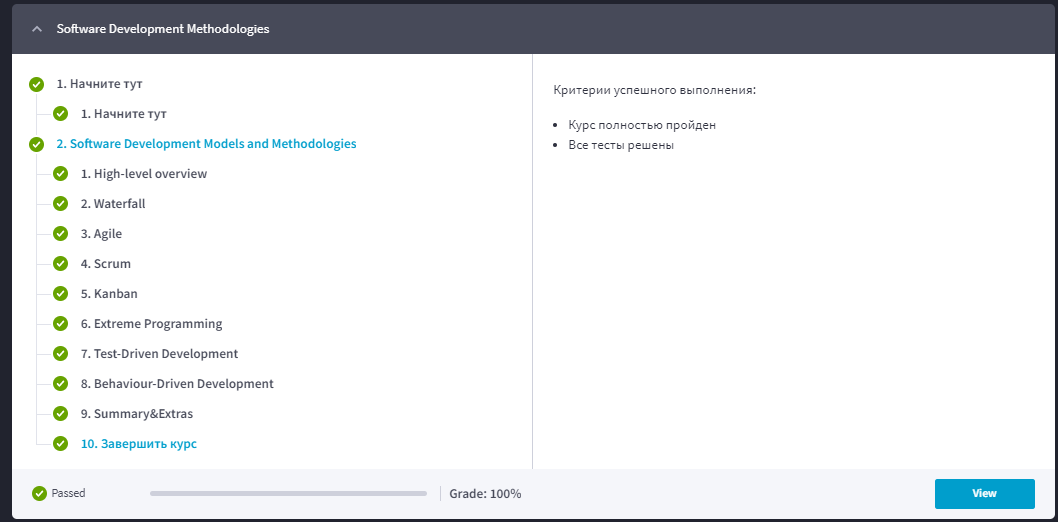 Software Development Methodologies
1. Начните тут
1. Начните тут
2. Software Development Models and Methodologies
1. High-level overview
2. Waterfall
3. Agile
4. Scrum
5. Kanban
6. Extreme Programming
7. Test-Driven Development
8. Behaviour-Driven Development
9. Summary&Extras
10. Завершить курс
Критерии успешного выполнения:
• Курс полностью пройден
• Все тесты решены
Passed
Grade: 100%
View